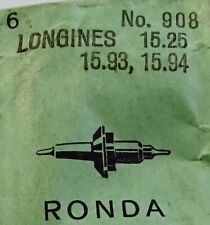 6 No. 908
LONGINES 15.25
15.93, 15.94
RONDA